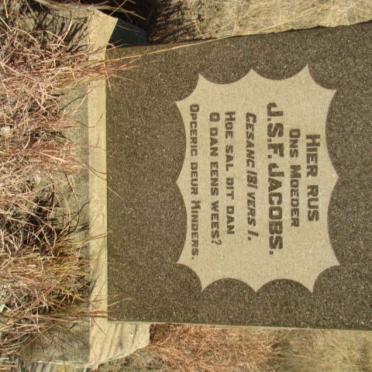 HIER RUS
ONS MOEDER
J.S.F. JACOBS.
GESANG 181 VERS 1.
HOE SAL DIT DAN
O DAN EENS WEES?
OPGERIG DEUR KINDERS.